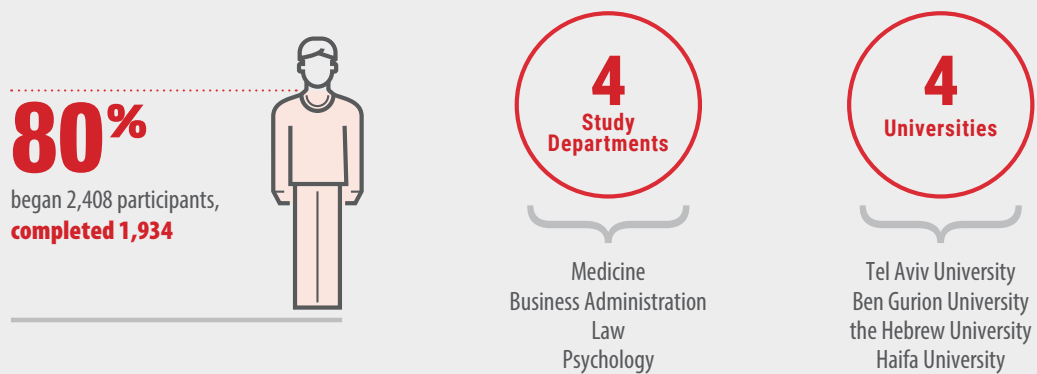 80%
began 2,408 participants,
completed 1,934
4
Study
Departments
Medicine
Business Administration
Law
Psychology
4
Universities
Tel Aviv University
Ben Gurion University
the Hebrew University
Haifa University